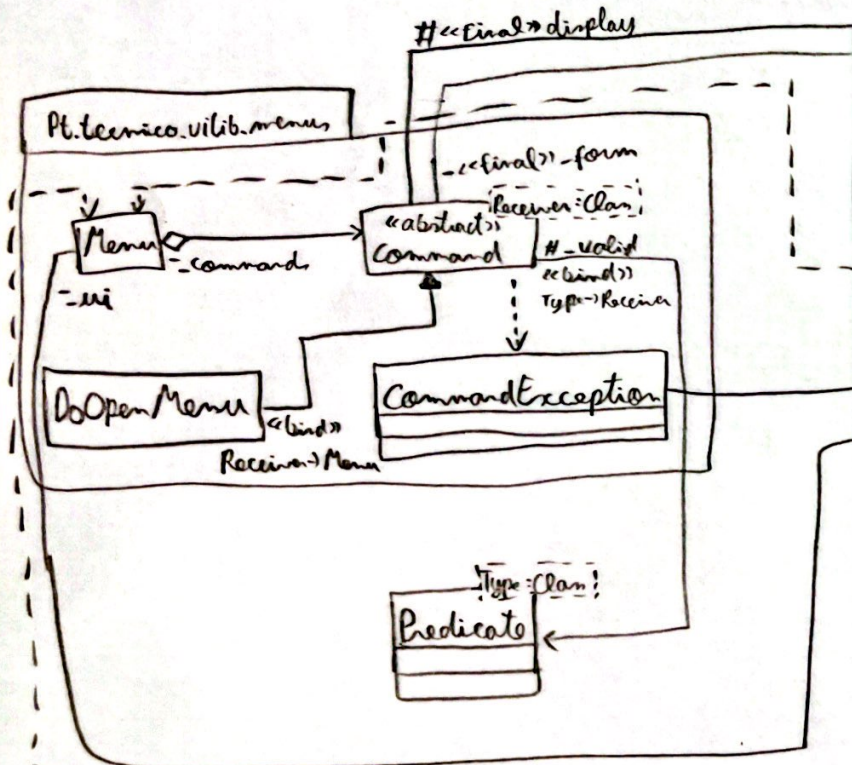 # «final» display
Pt.tecnico.uilib.menus
- «final» _form
Receiver:Class
«abstract»
Command
Menu
- _commands
# _valid
«bind»
Type->Receiver
- _ui
DoOpenMenu
CommandException
«bind»
Receiver->Menu
Type:Class
Predicate